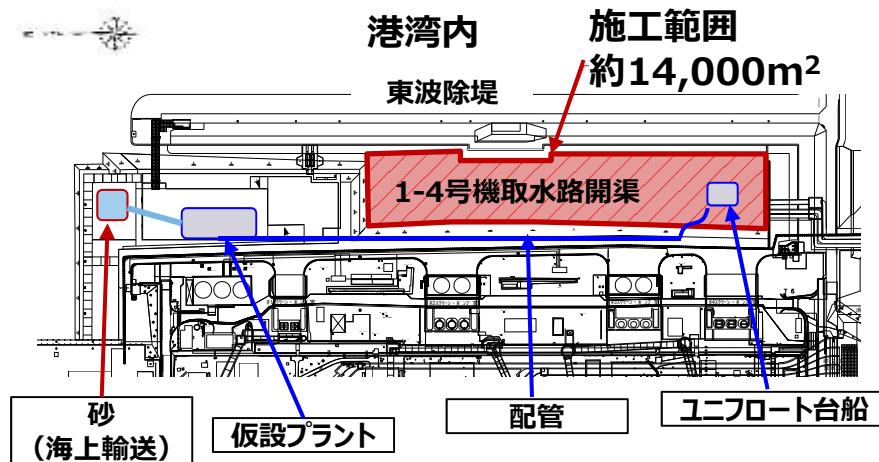 港湾内
施工範囲
約14,000m²
東波除堤
1-4号機取水路開渠
砂
(海上輸送)
仮設プラント
配管
ユニフロート台船